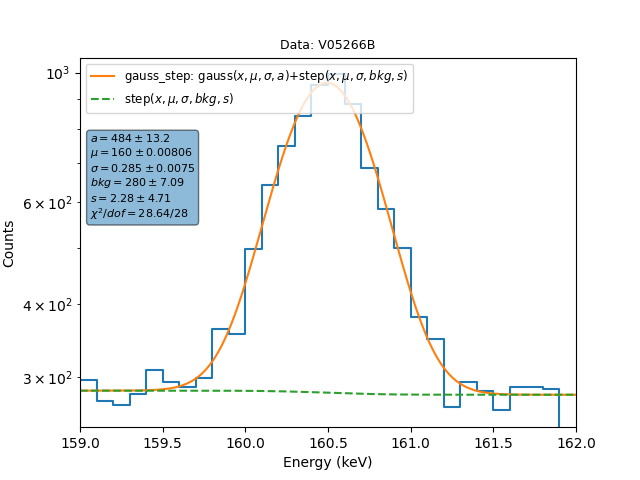 Data: V05266B
gauss_step: gauss(x, μ, σ, a)+step(x, μ, σ, bkg, s)
step(x, μ, σ, bkg, s)
a = 484 ± 13.2
μ = 160 ± 0.00806
σ = 0.285 ± 0.0075
bkg = 280 ± 7.09
s = 2.28 ± 4.71
χ²/dof = 28.64/28
10³
6 × 10²
4 × 10²
3 × 10²
Counts
159.0 159.5 160.0 160.5 161.0 161.5 162.0
Energy (keV)